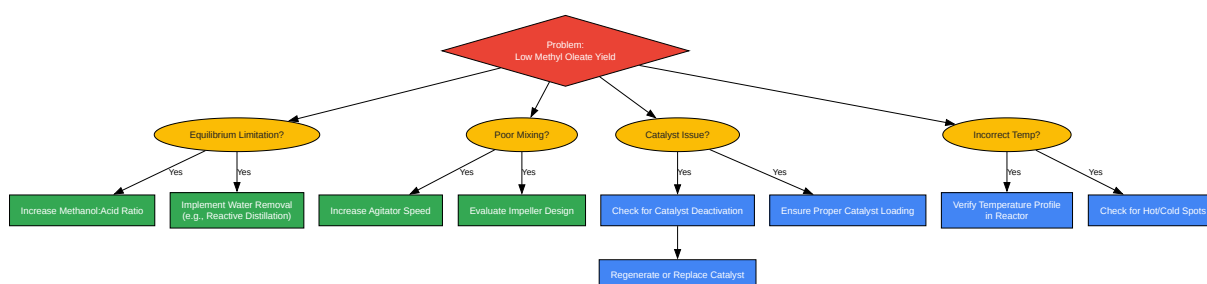 Problem:
Low Methyl Oleate Yield
Equilibrium Limitation?
Poor Mixing?
Catalyst Issue?
Incorrect Temp?
Yes
Yes
Yes
Yes
Yes
Yes
Yes
Yes
Increase Methanol:Acid Ratio
Implement Water Removal
(e.g., Reactive Distillation)
Increase Agitator Speed
Evaluate Impeller Design
Check for Catalyst Deactivation
Ensure Proper Catalyst Loading
Verify Temperature Profile
in Reactor
Check for Hot/Cold Spots
Regenerate or Replace Catalyst